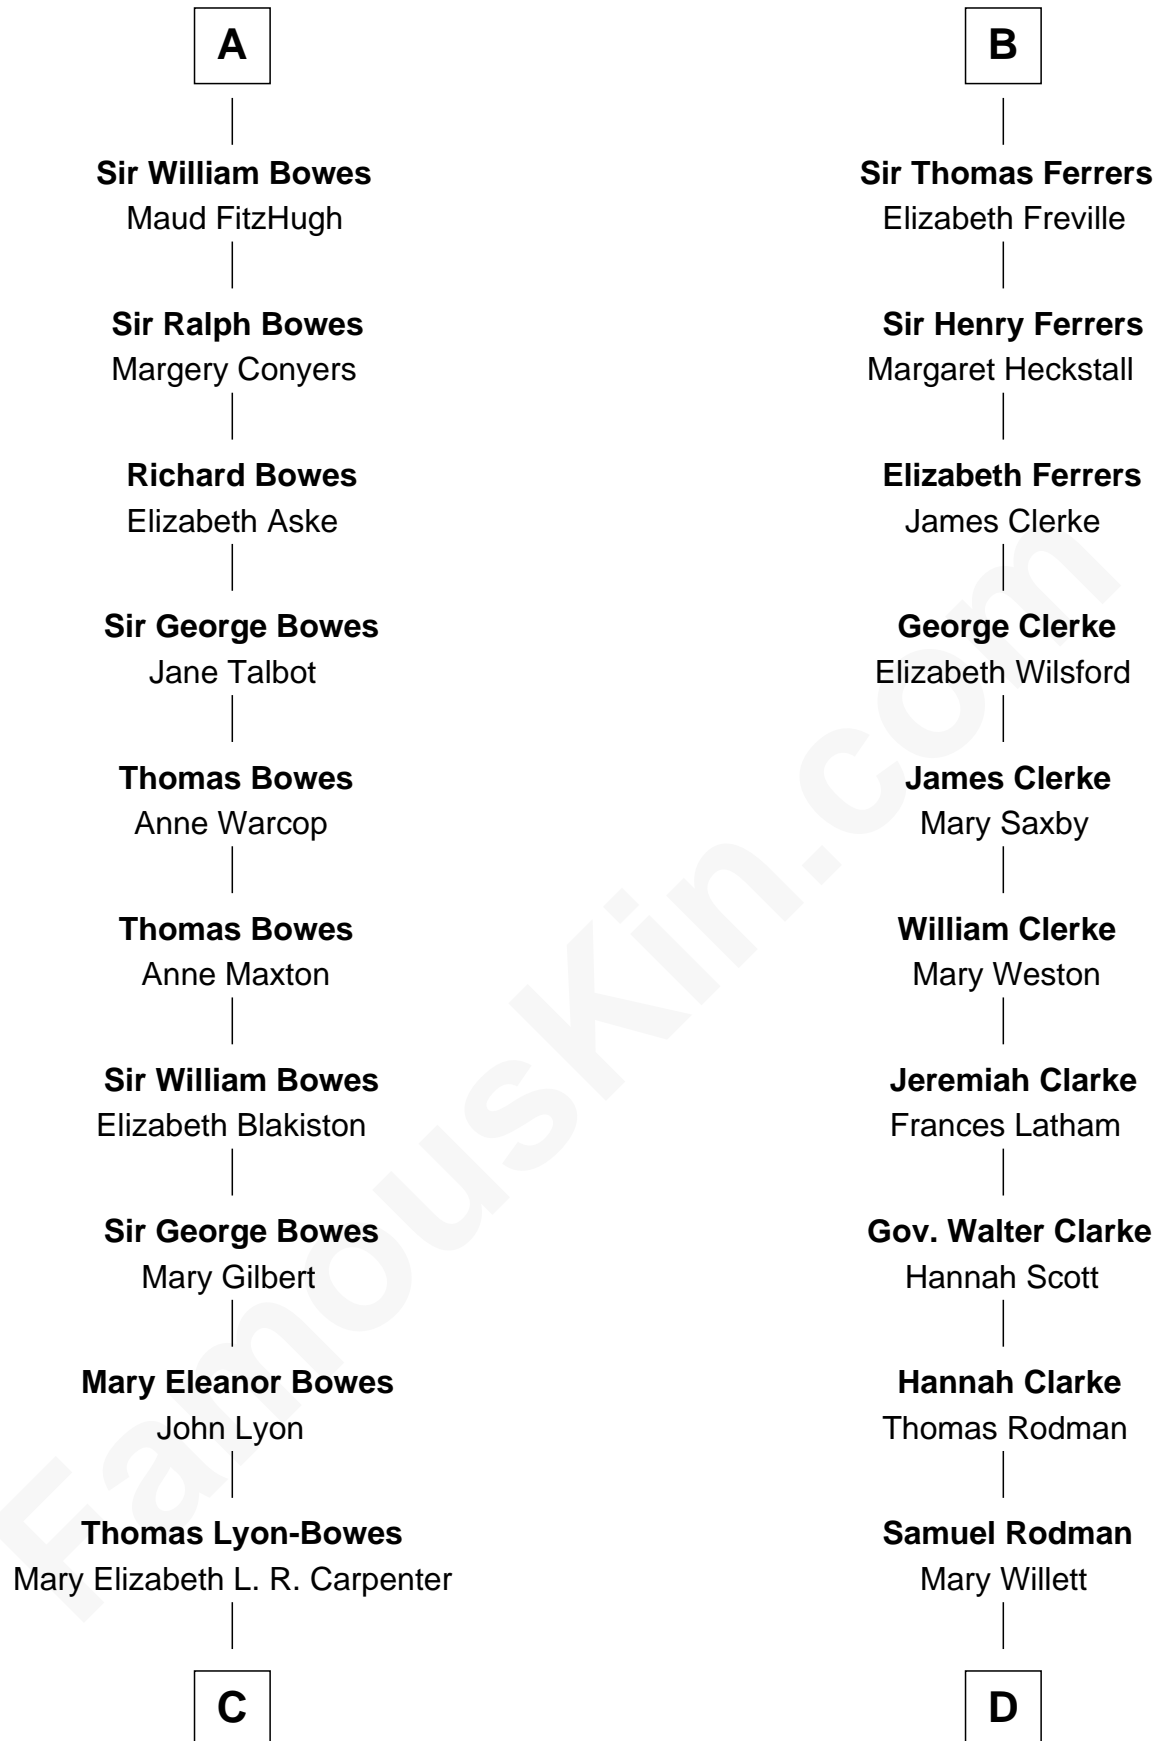 A
Sir William Bowes
Maud FitzHugh
Sir Ralph Bowes
Margery Conyers
Richard Bowes
Elizabeth Aske
Sir George Bowes
Jane Talbot
Thomas Bowes
Anne Warcop
Thomas Bowes
Anne Maxton
Sir William Bowes
Elizabeth Blakiston
Sir George Bowes
Mary Gilbert
Mary Eleanor Bowes
John Lyon
Thomas Lyon-Bowes
Mary Elizabeth L. R. Carpenter
C
B
Sir Thomas Ferrers
Elizabeth Freville
Sir Henry Ferrers
Margaret Heckstall
Elizabeth Ferrers
James Clerke
George Clerke
Elizabeth Wilsford
James Clerke
Mary Saxby
William Clerke
Mary Weston
Jeremiah Clarke
Frances Latham
Gov. Walter Clarke
Hannah Scott
Hannah Clarke
Thomas Rodman
Samuel Rodman
Mary Willett
D
FamousKin.com